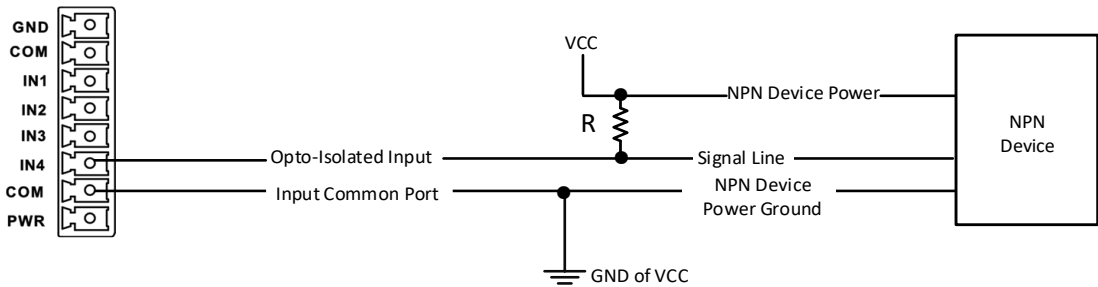 GND
COM
IN1
IN2
IN3
IN4
COM
PWR
VCC
R
NPN Device Power
Opto-Isolated Input
Signal Line
Input Common Port
NPN Device
Power Ground
GND of VCC
NPN
Device